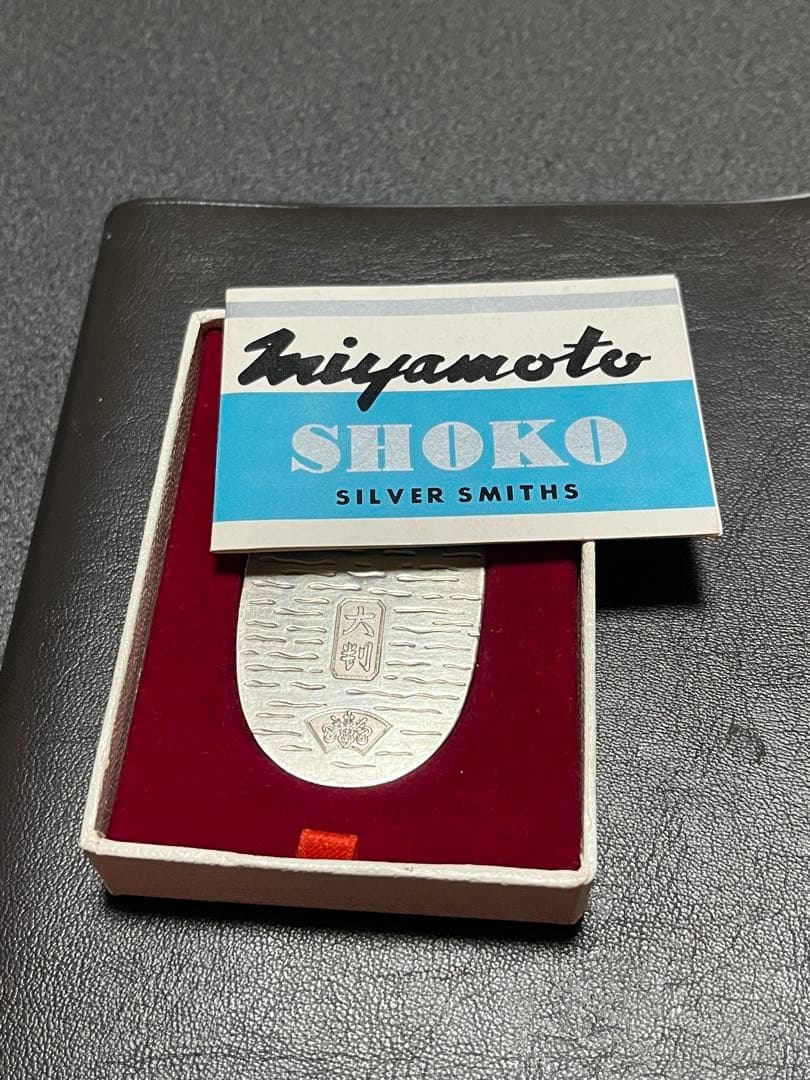 Miyamoto
SHOKO
SILVER SMITHS
大
判